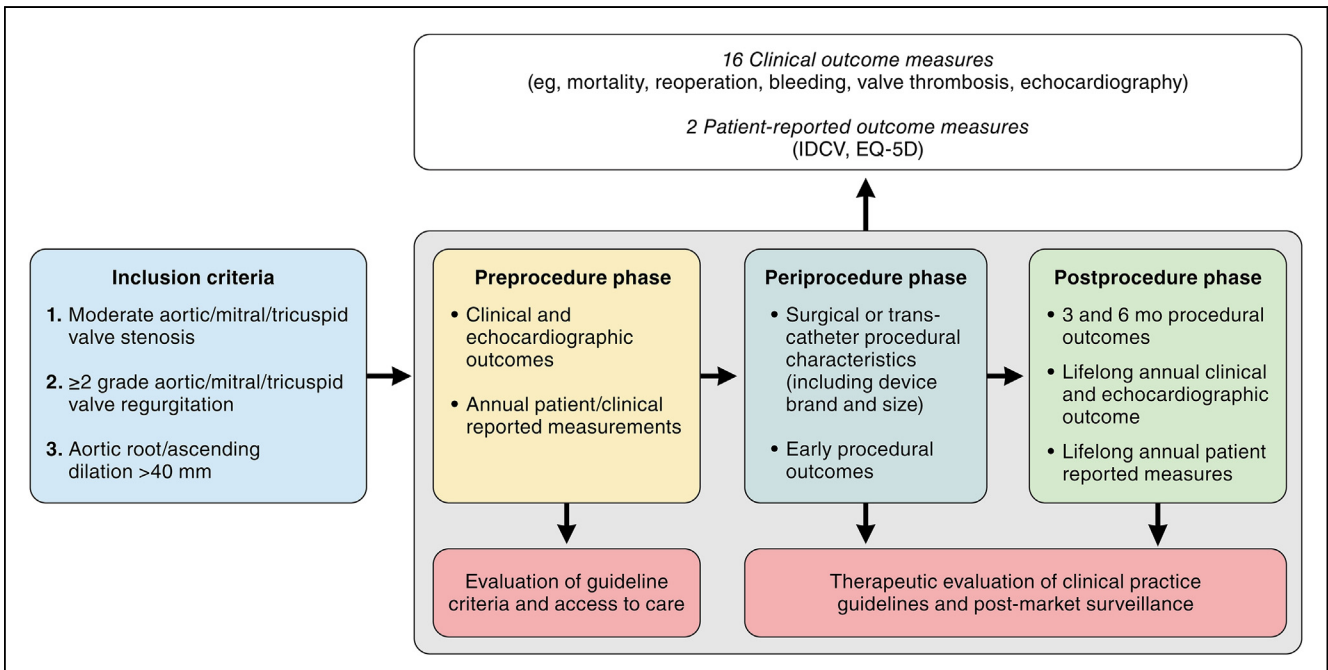 16 Clinical outcome measures
(eg, mortality, reoperation, bleeding, valve thrombosis, echocardiography)
2 Patient-reported outcome measures
(IDCV, EQ-5D)
Inclusion criteria
1. Moderate aortic/mitral/tricuspid
valve stenosis
2. ≥2 grade aortic/mitral/tricuspid
valve regurgitation
3. Aortic root/ascending
dilation >40 mm
Preprocedure phase
• Clinical and
echocardiographic
outcomes
• Annual patient/clinical
reported measurements
Periprocedure phase
• Surgical or trans-
catheter procedural
characteristics
(including device
brand and size)
• Early procedural
outcomes
Postprocedure phase
• 3 and 6 mo procedural
outcomes
• Lifelong annual clinical
and echocardiographic
outcome
• Lifelong annual patient
reported measures
Evaluation of guideline
criteria and access to care
Therapeutic evaluation of clinical practice
guidelines and post-market surveillance